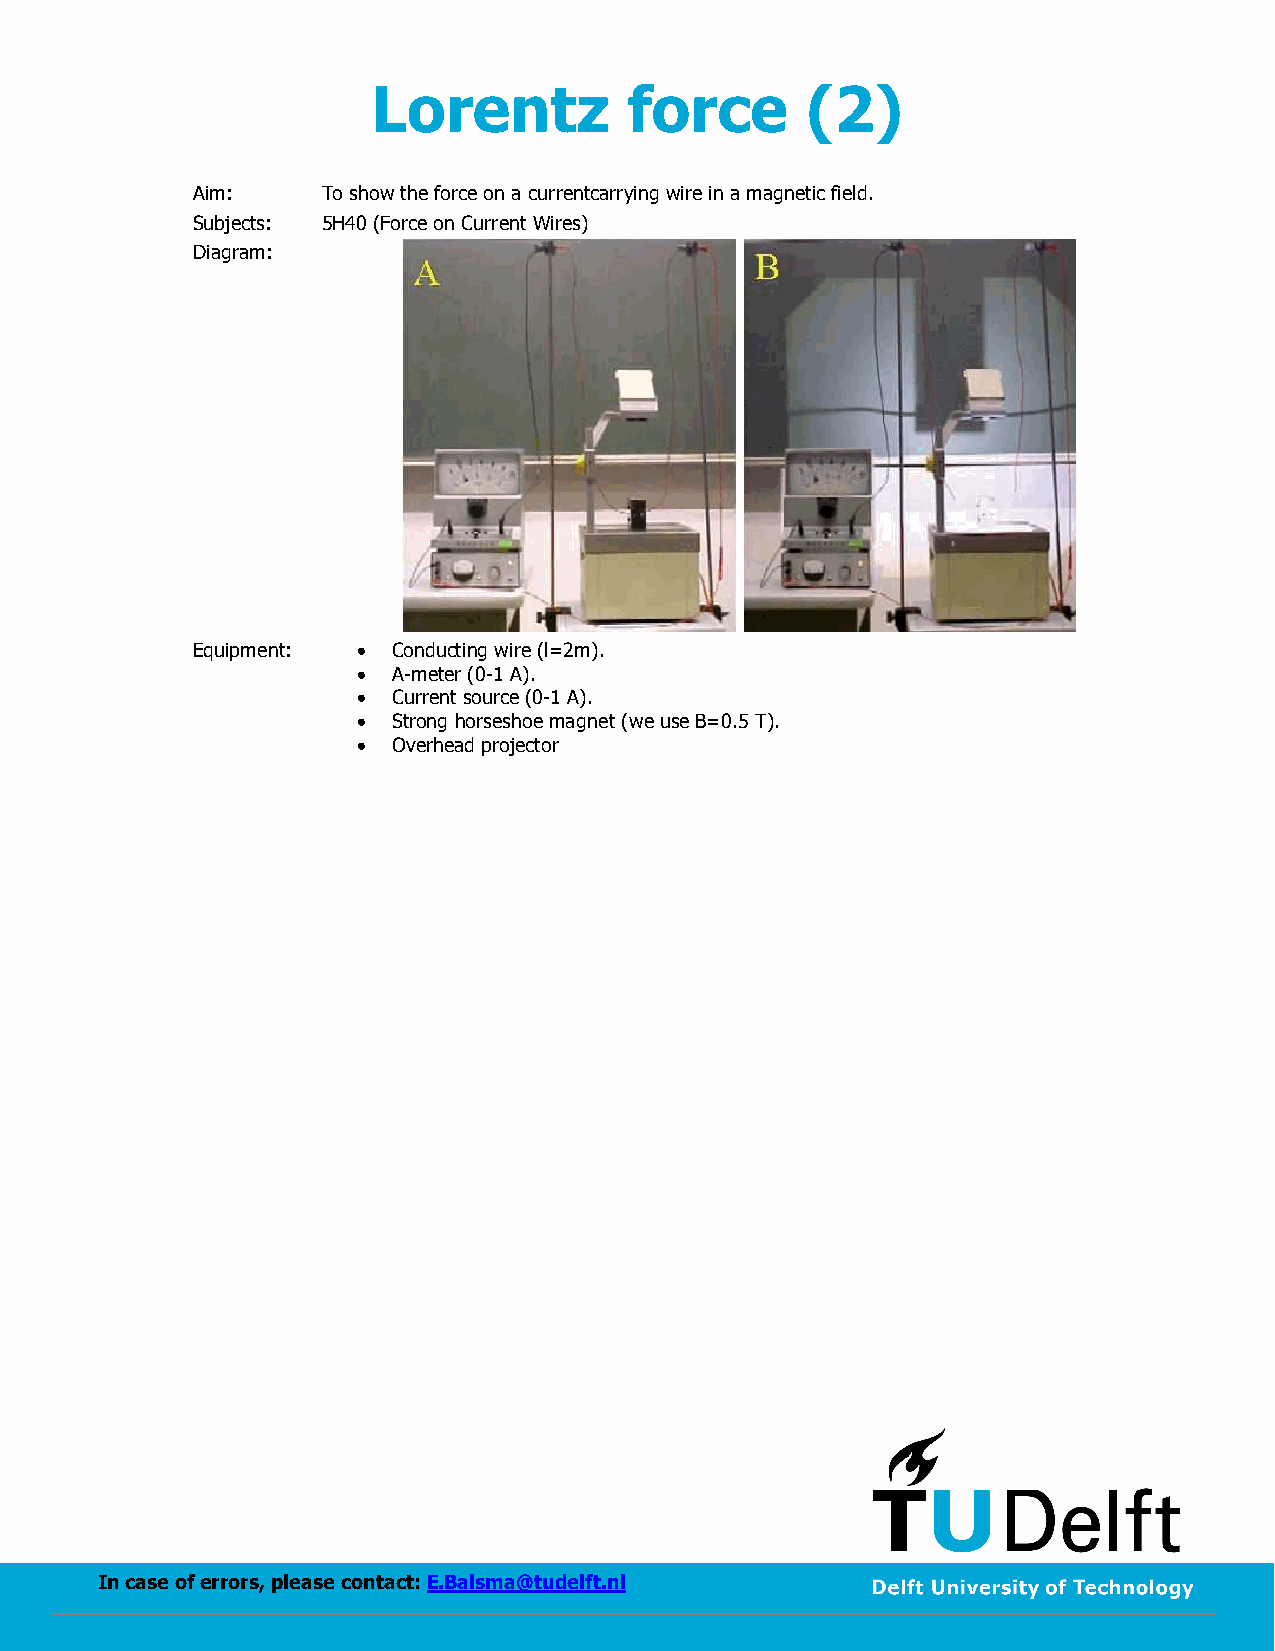 Lorentz force (2)
Aim: To show the force on a currentcarrying wire in a magnetic field.
Subjects: 5H40 (Force on Current Wires)
Diagram:
A
B
Equipment: • Conducting wire (l=2m).
• A-meter (0-1 A).
• Current source (0-1 A).
• Strong horseshoe magnet (we use B=0.5 T).
• Overhead projector
TUDelft
In case of errors, please contact: E.Balsma@tudelft.nl
Delft University of Technology